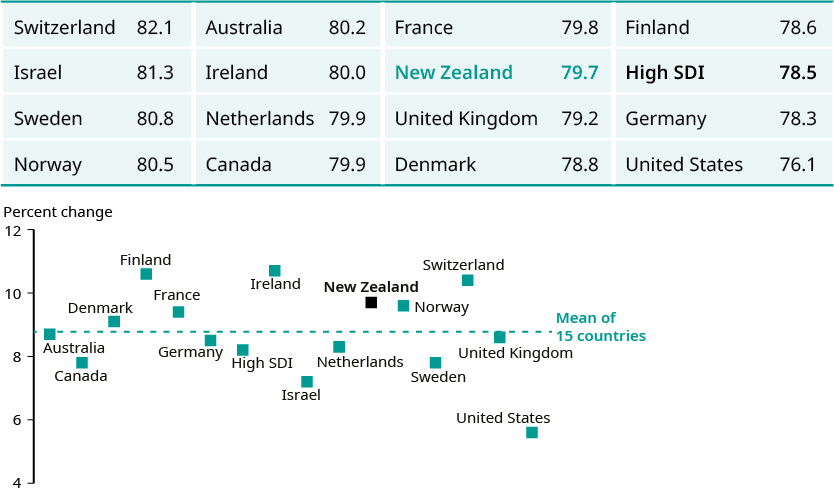 Switzerland 82.1 Australia 80.2 France 79.8 Finland 78.6
Israel 81.3 Ireland 80.0 New Zealand 79.7 High SDI 78.5
Sweden 80.8 Netherlands 79.9 United Kingdom 79.2 Germany 78.3
Norway 80.5 Canada 79.9 Denmark 78.8 United States 76.1
Percent change
12
Finland
Switzerland
Ireland
New Zealand
10
France
Denmark
Norway
Mean of
15 countries
Australia
Germany
High SDI
Netherlands
United Kingdom
8
Canada
Sweden
Israel
United States
6
4